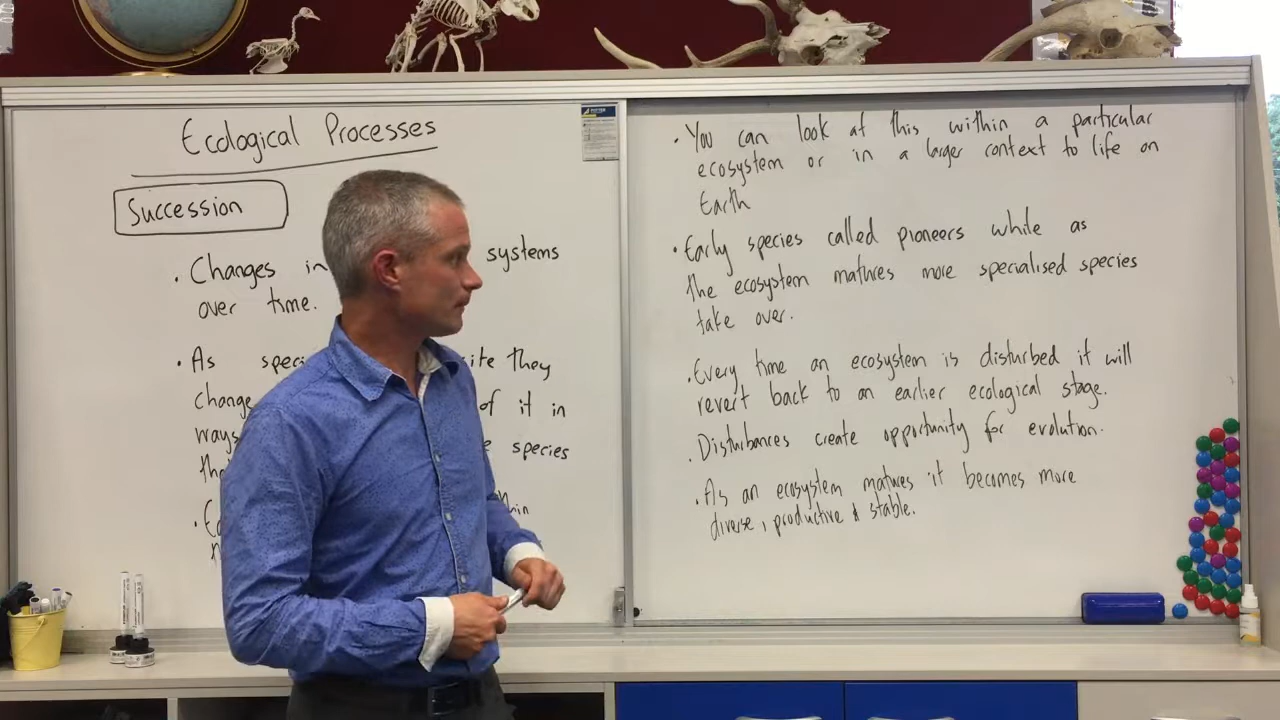 Ecological Processes
Succession
• Changes in systems
over time.
• As speci ite they
change of it in
ways species
th
•
• You can look at this within a particular
ecosystem or in a larger context to life on
Earth
• Early species called pioneers while as
the ecosystem matures more specialised species
take over.
• Every time an ecosystem is disturbed it will
revert back to an earlier ecological stage.
• Disturbances create opportunity for evolution.
• As an ecosystem matures it becomes more
diverse, productive & stable.